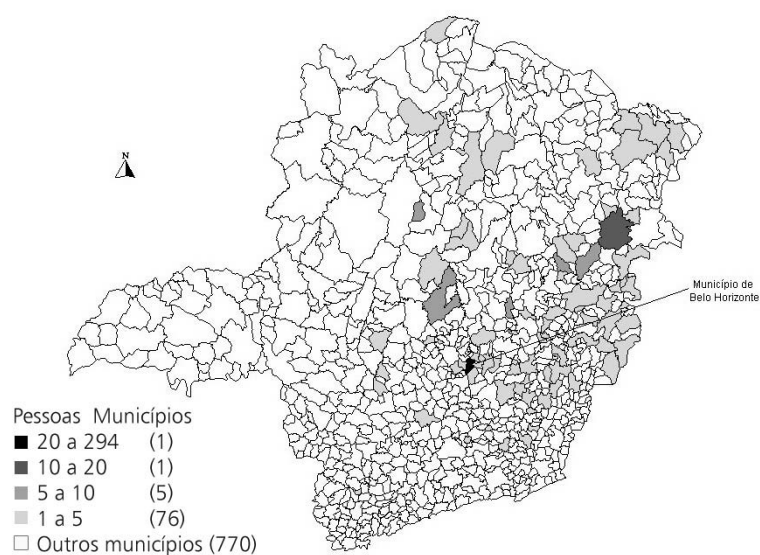 N
Município de
Belo Horizonte
Pessoas Municípios
20 a 294 (1)
10 a 20 (1)
5 a 10 (5)
1 a 5 (76)
Outros municípios (770)